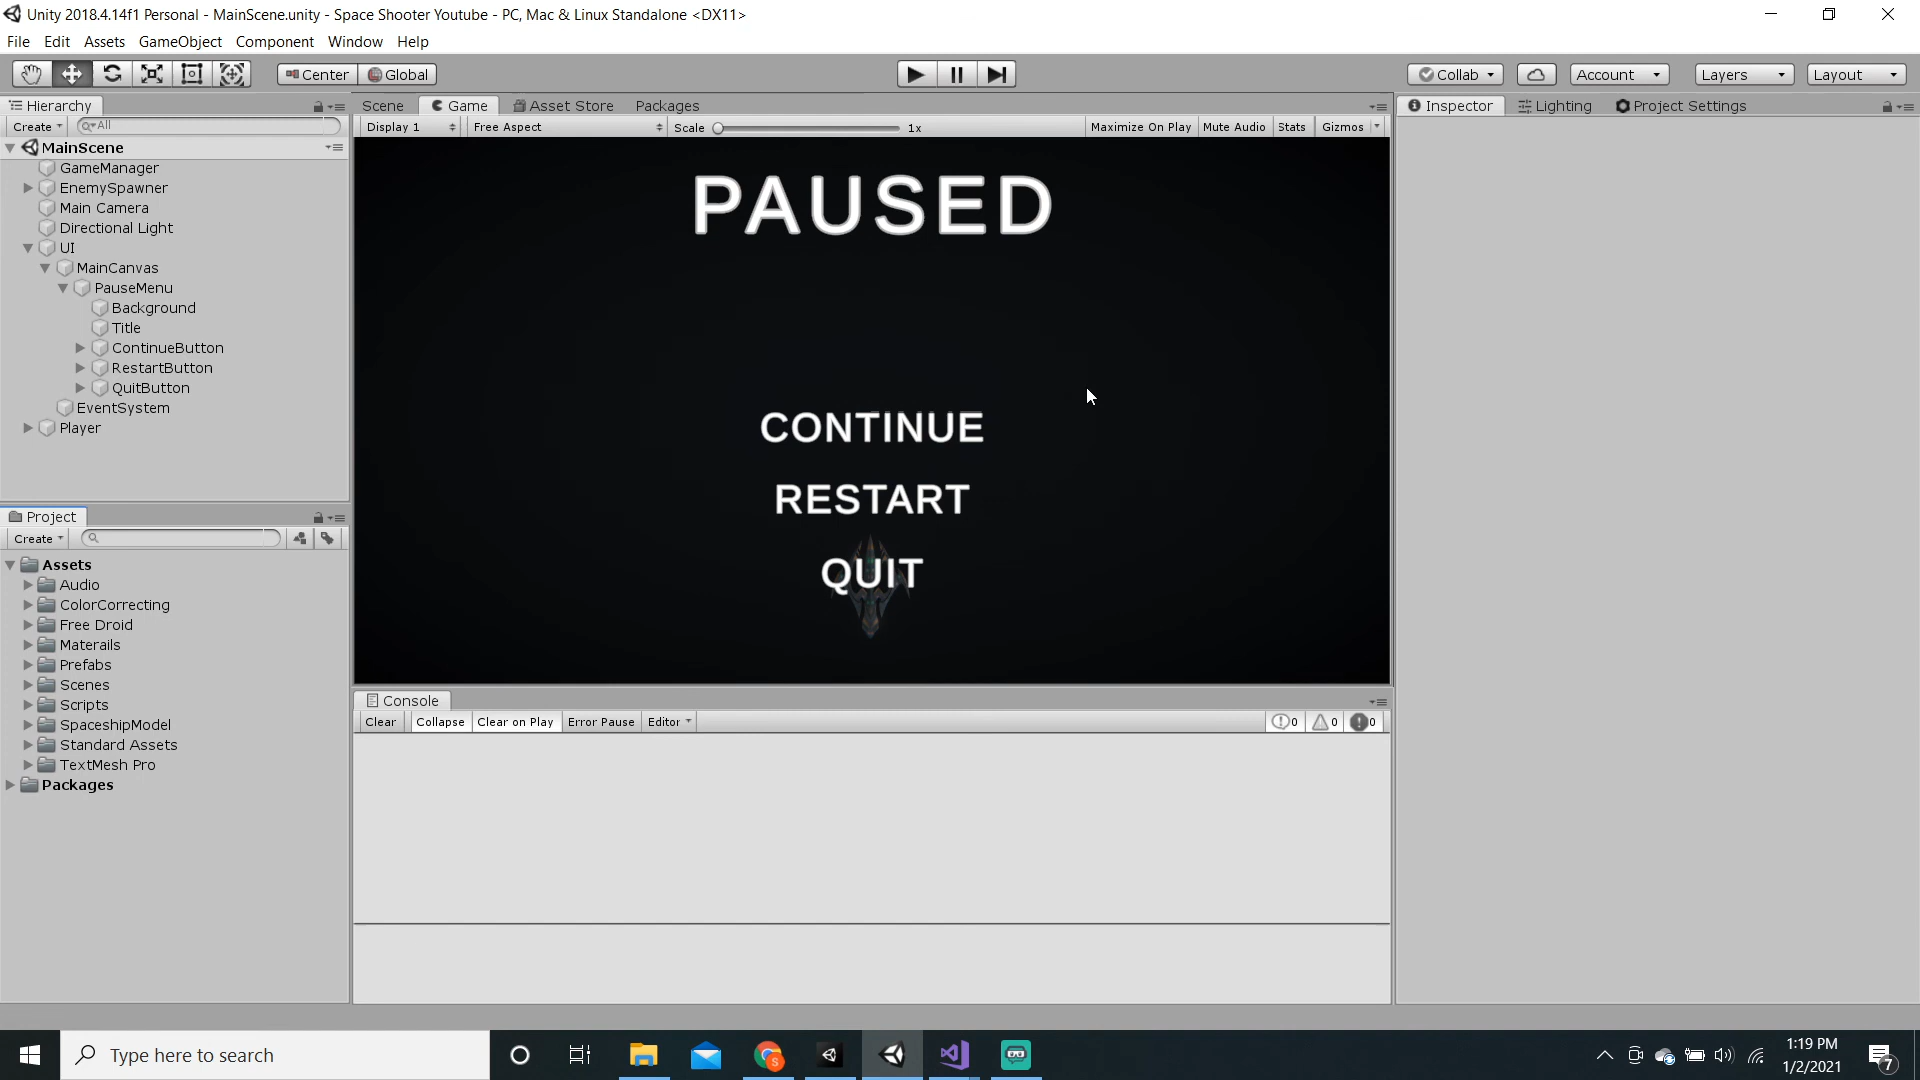 Unity 2018.4.14f1 Personal - MainScene.unity - Space Shooter Youtube - PC, Mac & Linux Standalone <DX11>
File Edit Assets GameObject Component Window Help
Center Global Collab Account Layers Layout
Hierarchy Scene Game Asset Store Packages Inspector Lighting Project Settings
Create All Display 1 Free Aspect Scale 1x Maximize On Play Mute Audio Stats Gizmos
MainScene
GameManager
EnemySpawner
Main Camera
Directional Light
UI
MainCanvas
PauseMenu
Background
Title
ContinueButton
RestartButton
QuitButton
EventSystem
Player
PAUSED
CONTINUE
RESTART
QUIT
Project
Create
Assets
Audio
ColorCorrecting
Free Droid
Materails
Prefabs
Scenes
Scripts
SpaceshipModel
Standard Assets
TextMesh Pro
Packages
Console
Clear Collapse Clear on Play Error Pause Editor 0 0 0
Type here to search
S
1:19 PM
1/2/2021
7